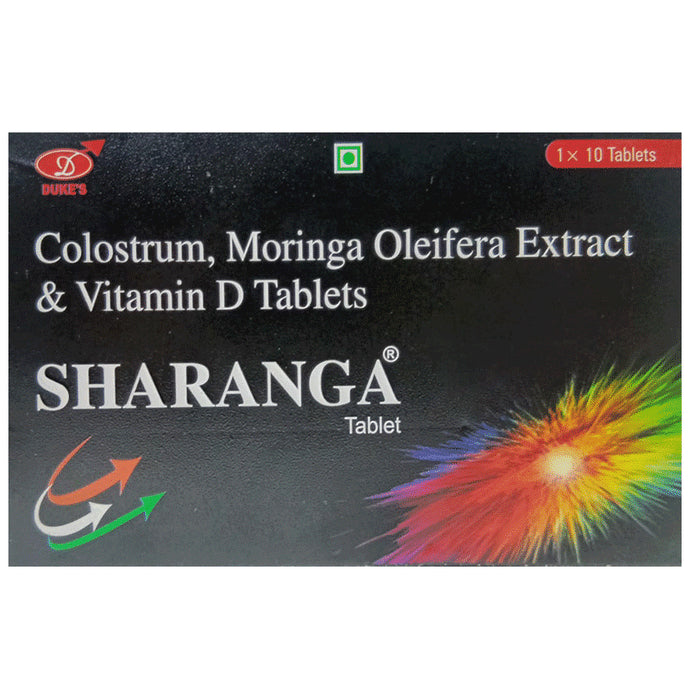 D
DUKE'S
1 × 10 Tablets
Colostrum, Moringa Oleifera Extract
& Vitamin D Tablets
SHARANGA®
Tablet